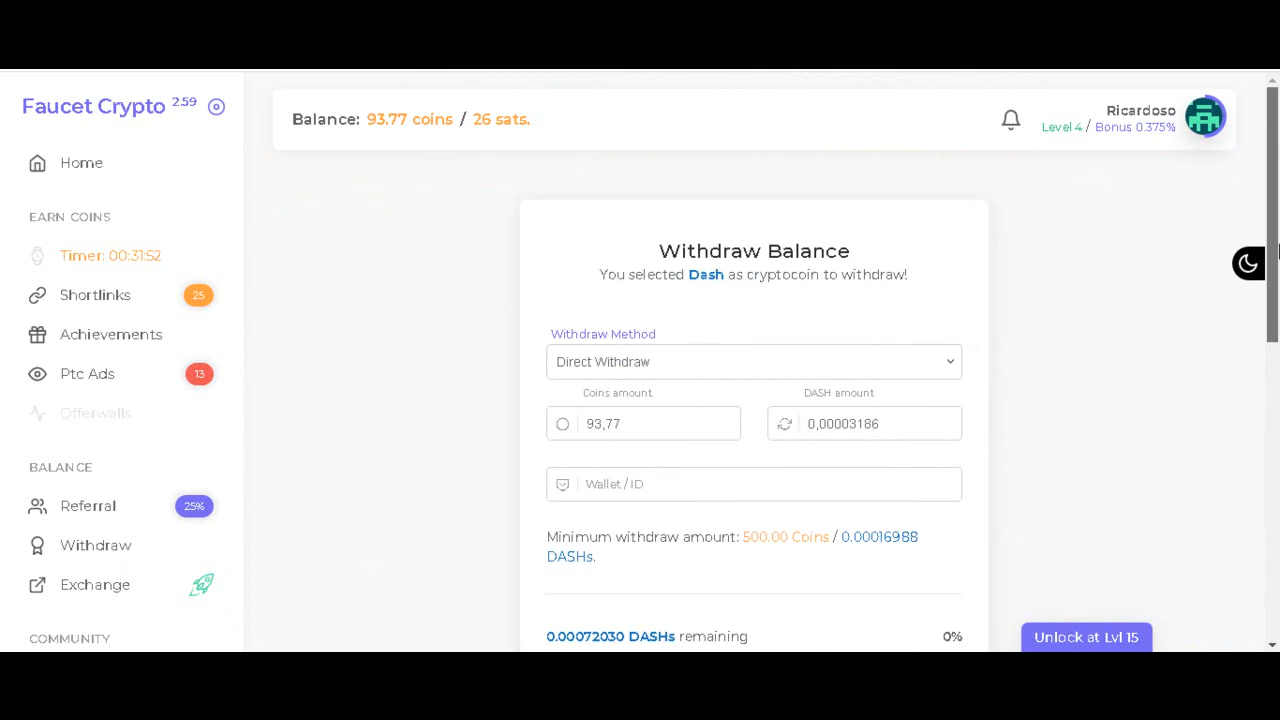 Faucet Crypto 2.59
Balance: 93.77 coins / 26 sats.
Ricardoso
Level 4 / Bonus 0.375%
Home
EARN COINS
Timer: 00:31:52
Shortlinks 25
Achievements
Ptc Ads 13
Offerwalls
BALANCE
Referral 25%
Withdraw
Exchange
COMMUNITY
Withdraw Balance
You selected Dash as cryptocoin to withdraw!
Withdraw Method
Direct Withdraw
Coins amount DASH amount
93,77 0,00003186
Wallet / ID
Minimum withdraw amount: 500.00 Coins / 0.00016988
DASHs.
0.00072030 DASHs remaining 0%
Unlock at Lvl 15